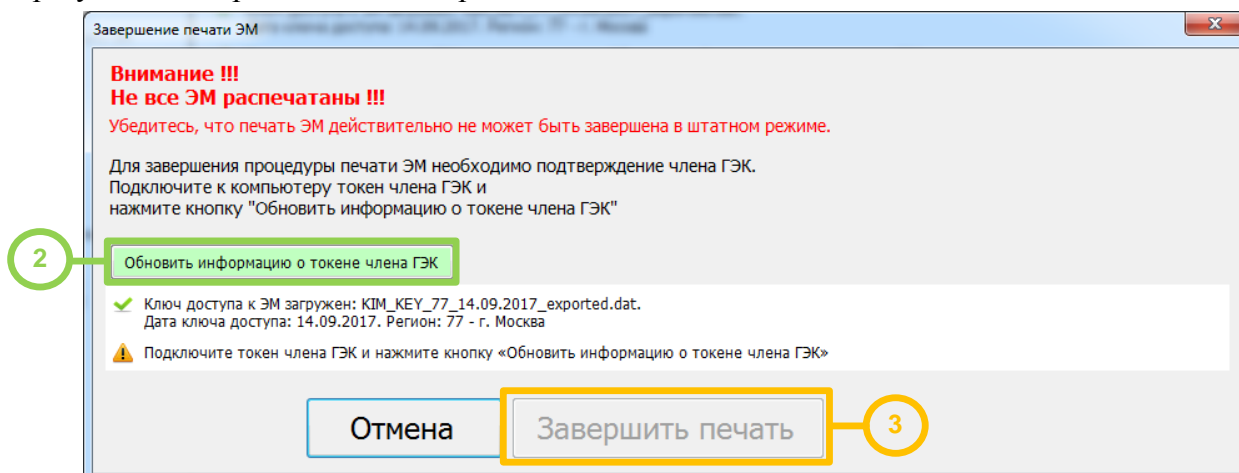 Завершение печати ЭМ
Внимание !!!
Не все ЭМ распечатаны !!!
Убедитесь, что печать ЭМ действительно не может быть завершена в штатном режиме.
Для завершения процедуры печати ЭМ необходимо подтверждение члена ГЭК.
Подключите к компьютеру токен члена ГЭК и
нажмите кнопку "Обновить информацию о токене члена ГЭК"
2
Обновить информацию о токене члена ГЭК
Ключ доступа к ЭМ загружен: KIM_KEY_77_14.09.2017_exported.dat.
Дата ключа доступа: 14.09.2017. Регион: 77 - г. Москва
Подключите токен члена ГЭК и нажмите кнопку «Обновить информацию о токене члена ГЭК»
Отмена
Завершить печать
3